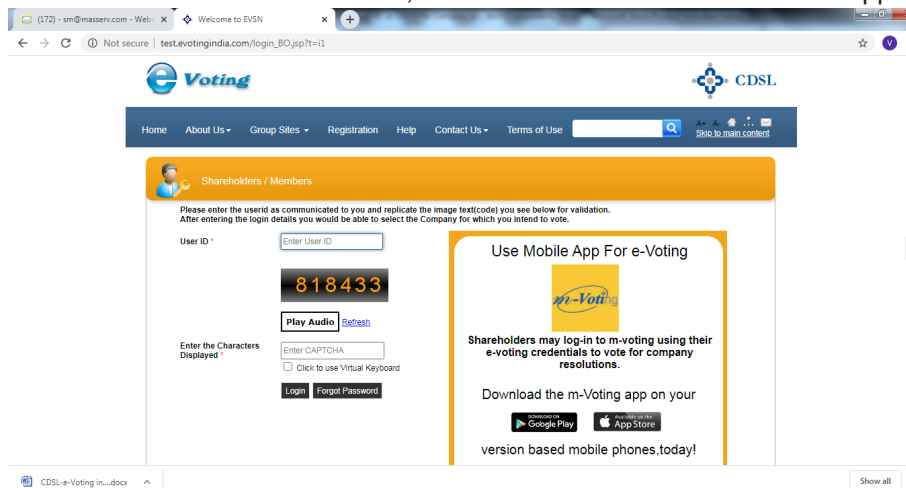 app
(172) - sm@masserv.com - Web
Welcome to EVSN
Not secure | test.evotingindia.com/login_BO.jsp?t=i1
V
e Voting
CDSL
Home About Us Group Sites Registration Help Contact Us Terms of Use
A+ A-
Skip to main content
Shareholders / Members
Please enter the userid as communicated to you and replicate the image text(code) you see below for validation.
After entering the login details you would be able to select the Company for which you intend to vote.
User ID *
Enter User ID
818433
Play Audio Refresh
Enter the Characters
Displayed *
Enter CAPTCHA
Click to use Virtual Keyboard
Login Forgot Password
Use Mobile App For e-Voting
m-Voting
Shareholders may log-in to m-voting using their
e-voting credentials to vote for company
resolutions.
Download the m-Voting app on your
DOWNLOAD ON
Google Play
Available on the
App Store
version based mobile phones,today!
CDSL-e-Voting in....docx
Show all